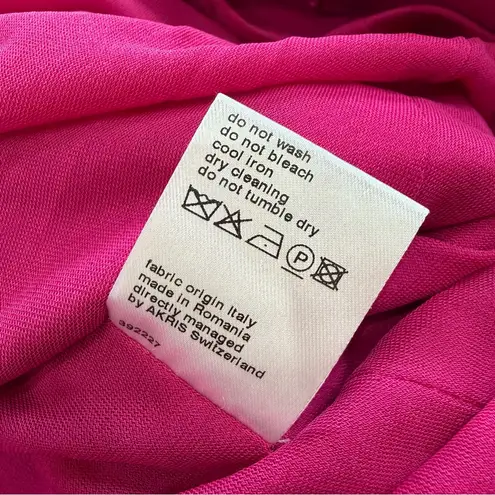 do not wash
do not bleach
cool iron
dry cleaning
do not tumble dry
P
fabric origin Italy
made in Romania
directly managed
by AKRIS Switzerland
392227